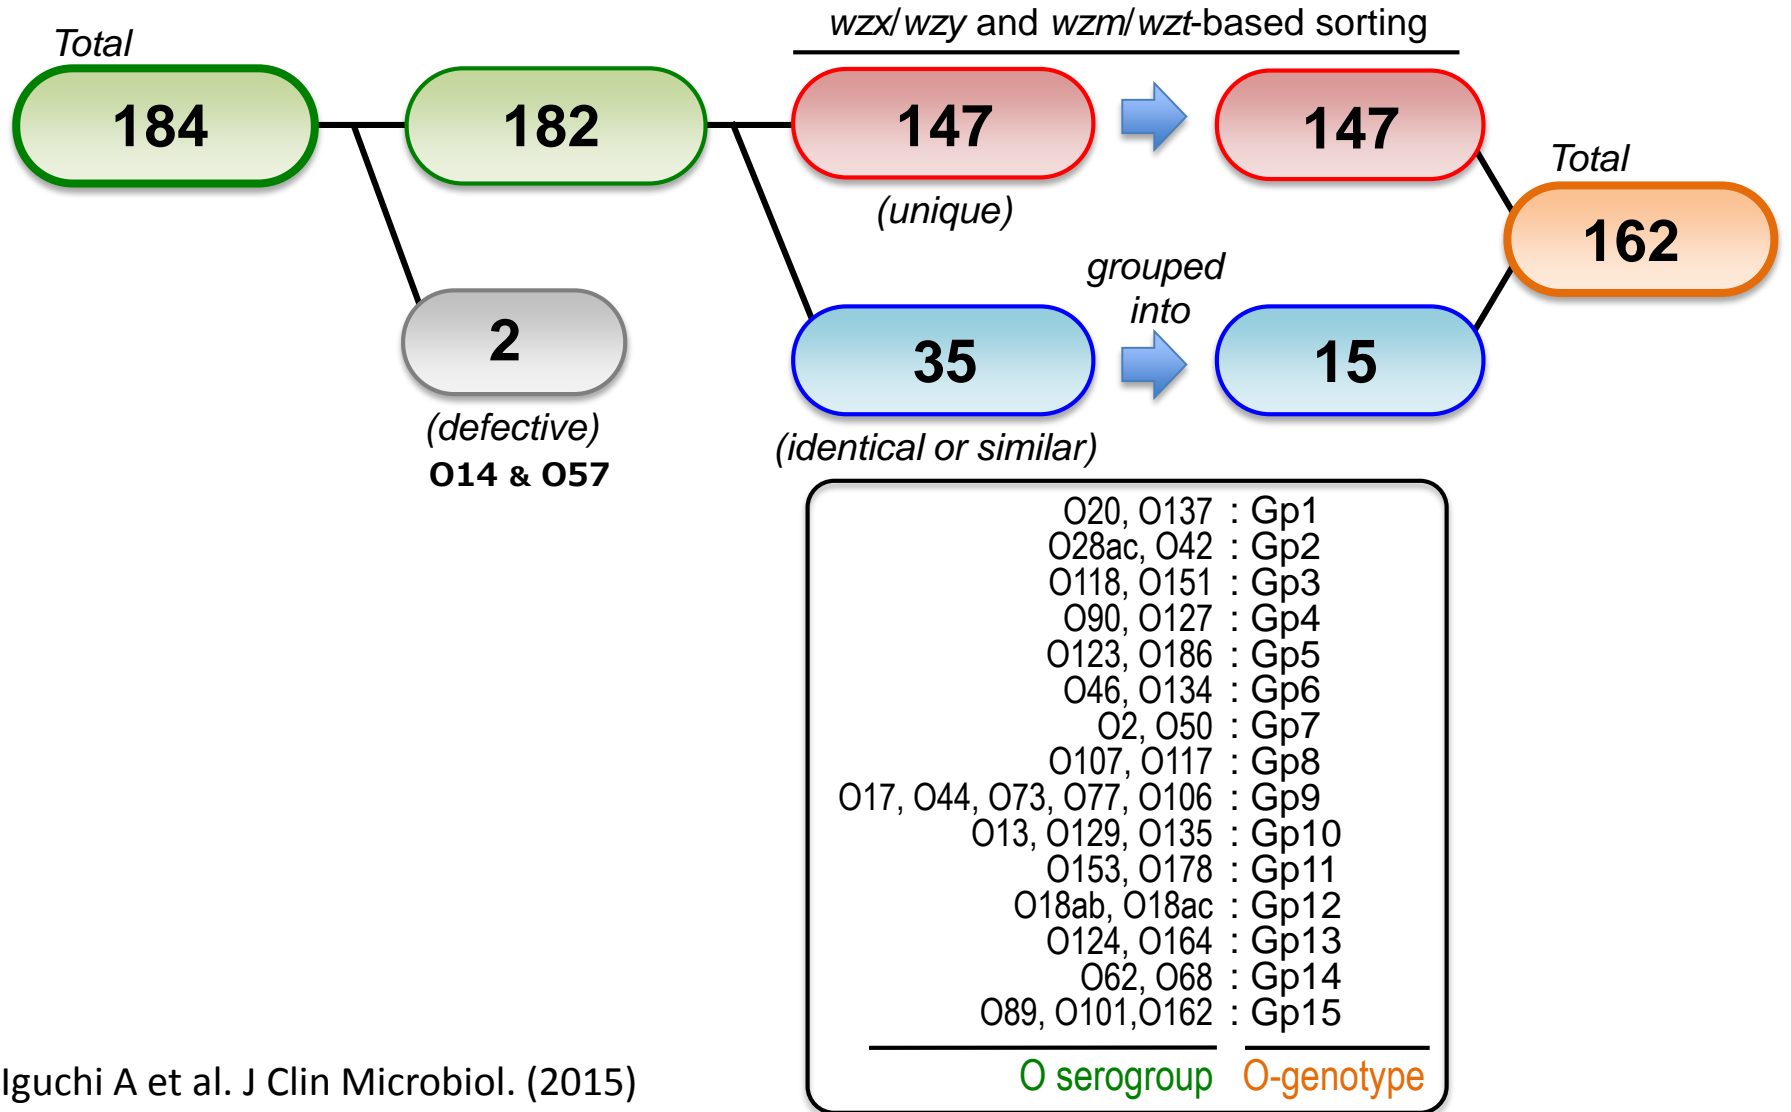 wzx/wzy and wzm/wzt-based sorting
Total
184
182
147
147
(unique)
Total
162
2
(defective)
O14 & O57
grouped
into
35
15
(identical or similar)
O20, O137 : Gp1
O28ac, O42 : Gp2
O118, O151 : Gp3
O90, O127 : Gp4
O123, O186 : Gp5
O46, O134 : Gp6
O2, O50 : Gp7
O107, O117 : Gp8
O17, O44, O73, O77, O106 : Gp9
O13, O129, O135 : Gp10
O153, O178 : Gp11
O18ab, O18ac : Gp12
O124, O164 : Gp13
O62, O68 : Gp14
O89, O101,O162 : Gp15
O serogroup O-genotype
Iguchi A et al. J Clin Microbiol. (2015)